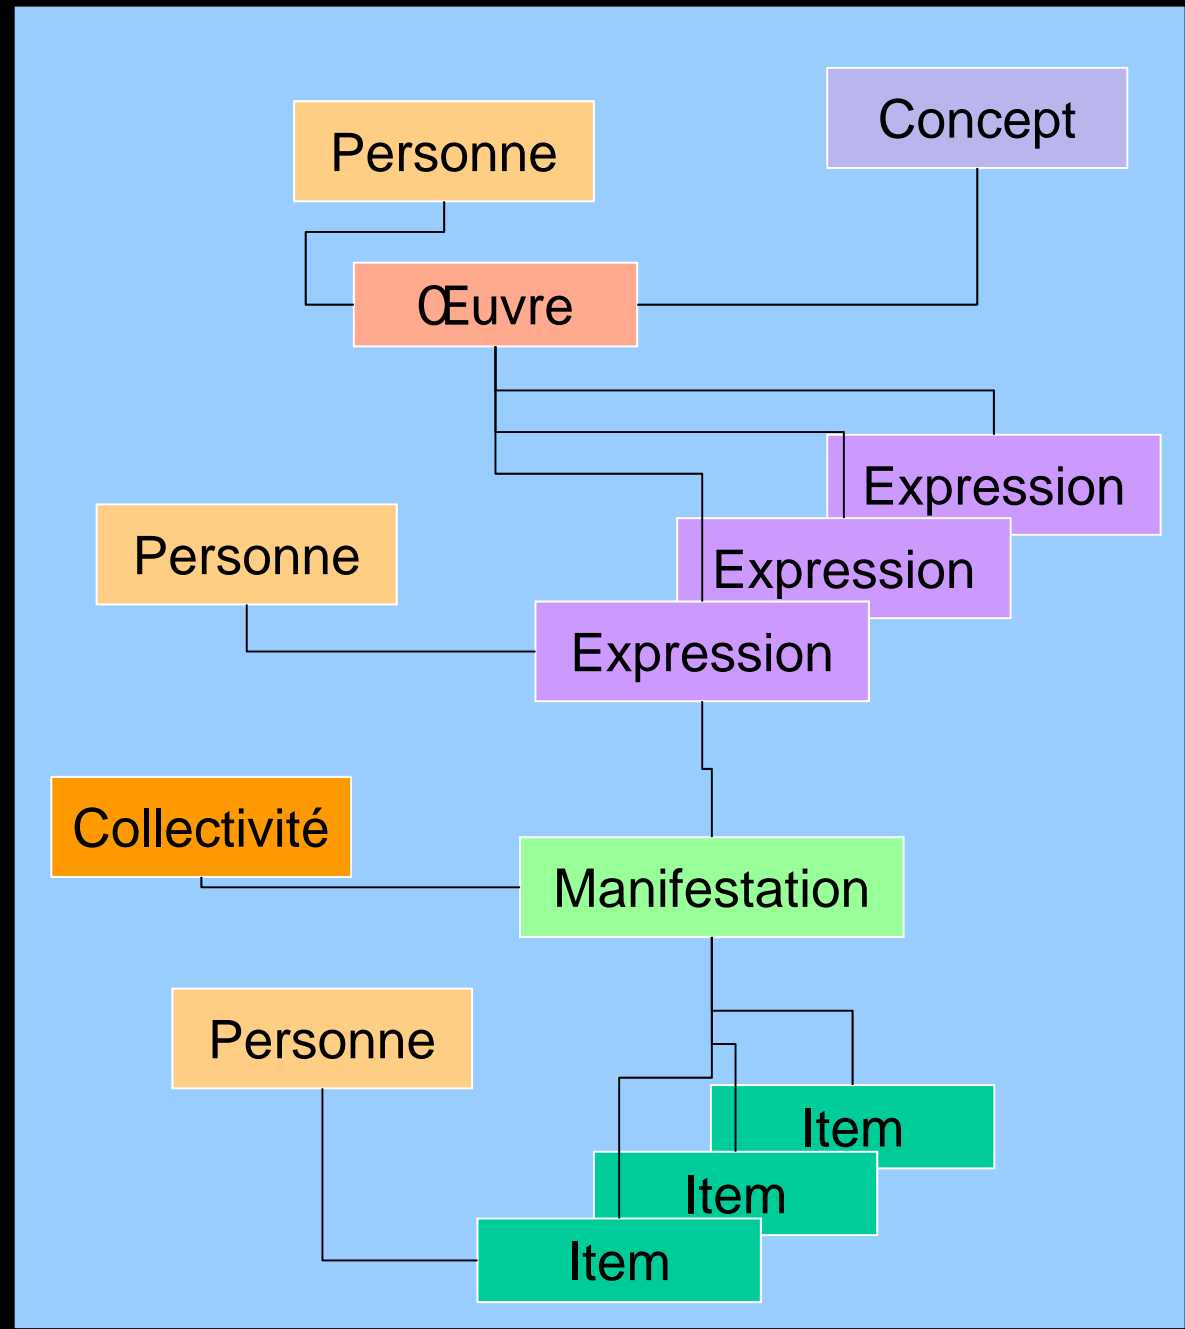 Concept
Personne
Œuvre
Expression
Personne
Expression
Expression
Collectivité
Manifestation
Personne
Item
Item
Item